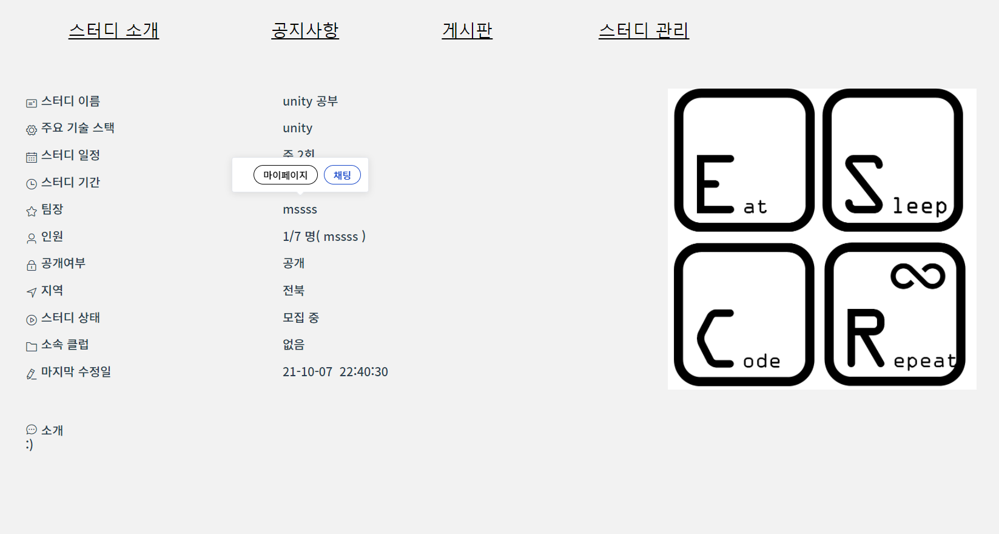 스터디 소개 공지사항 게시판 스터디 관리
스터디 이름 unity 공부
주요 기술 스택 unity
스터디 일정 주 2회
마이페이지 채팅
스터디 기간
팀장 mssss
인원 1/7 명( mssss )
공개여부 공개
지역 전북
스터디 상태 모집 중
소속 클럽 없음
마지막 수정일 21-10-07 22:40:30
소개
:)
Eat Sleep
Code Repeat